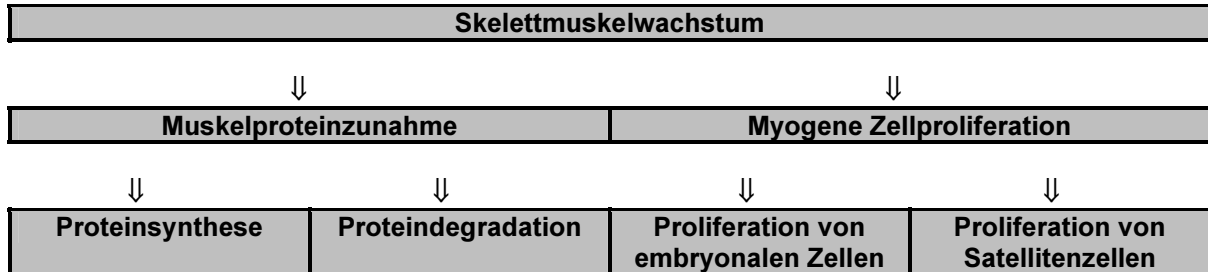 Skelettmuskelwachstum
⇓ ⇓
Muskelproteinzunahme Myogene Zellproliferation
⇓ ⇓ ⇓ ⇓
Proteinsynthese Proteindegradation Proliferation von Proliferation von
embryonalen Zellen Satellitenzellen